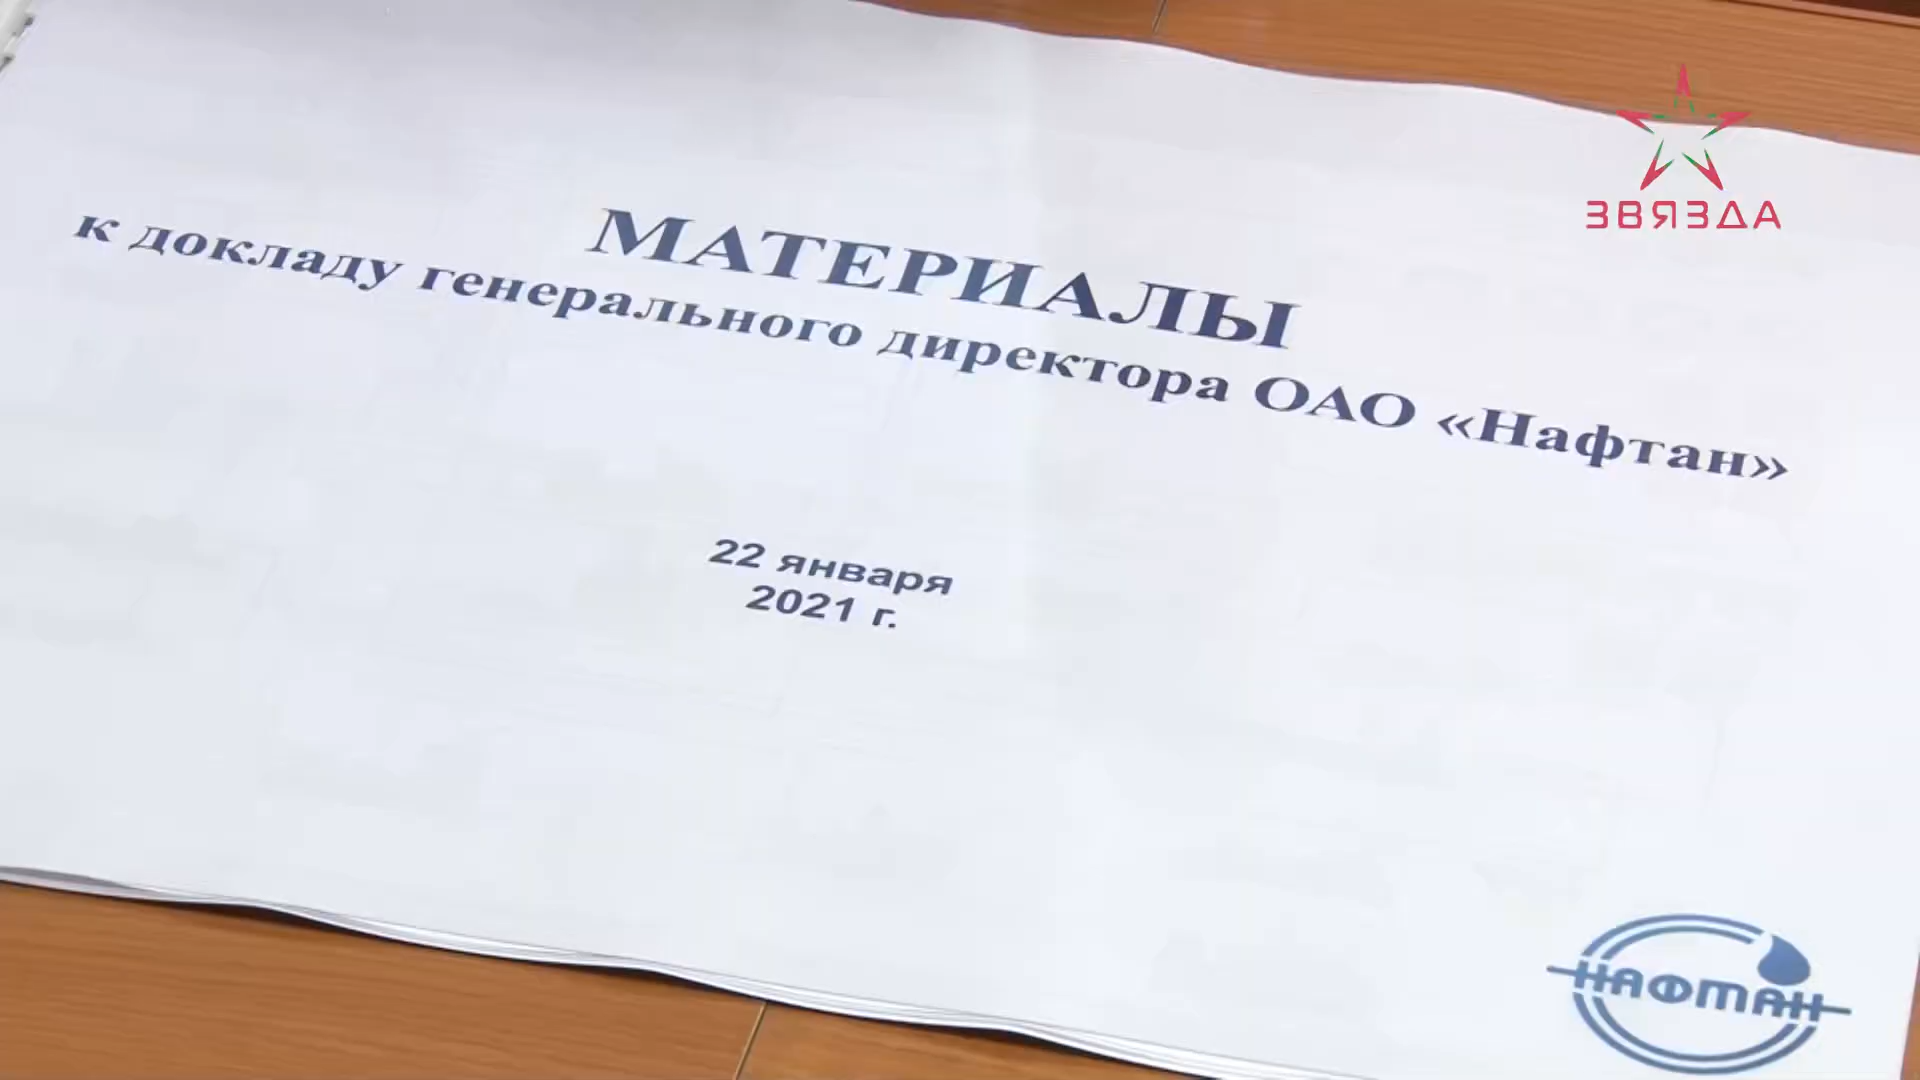 ЗВЯЗДА
МАТЕРИАЛЫ
к докладу генерального директора ОАО «Нафтан»
22 января
2021 г.
НАФТАН